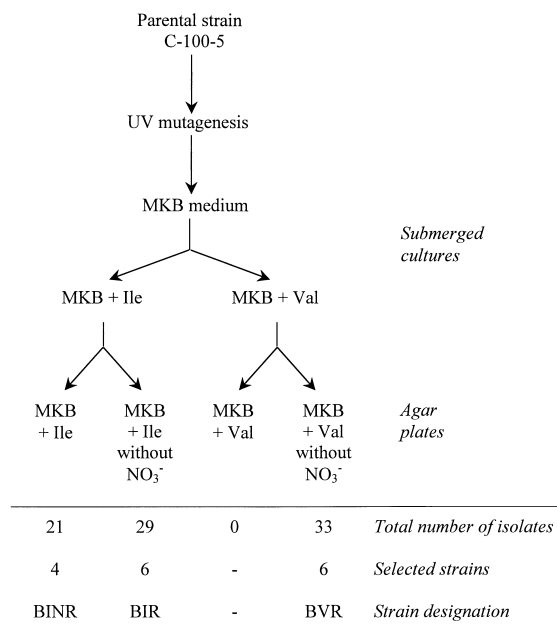 Parental strain
C-100-5
UV mutagenesis
MKB medium
Submerged
cultures
MKB + Ile
MKB + Val
MKB
+ Ile
MKB
+ Ile
without
NO₃⁻
MKB
+ Val
MKB
+ Val
without
NO₃⁻
Agar
plates
21 29 0 33 Total number of isolates
4 6 - 6 Selected strains
BINR BIR - BVR Strain designation